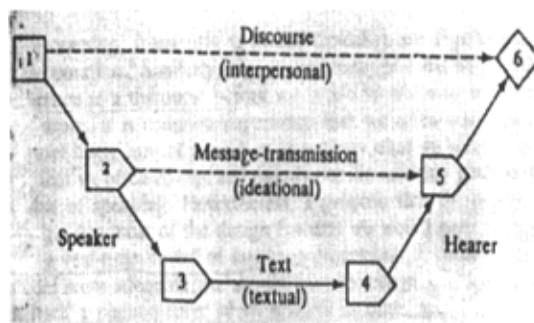 1
Discourse
(interpersonal)
6
2
Message-transmission
(ideational)
5
Speaker
Hearer
3
Text
(textual)
4